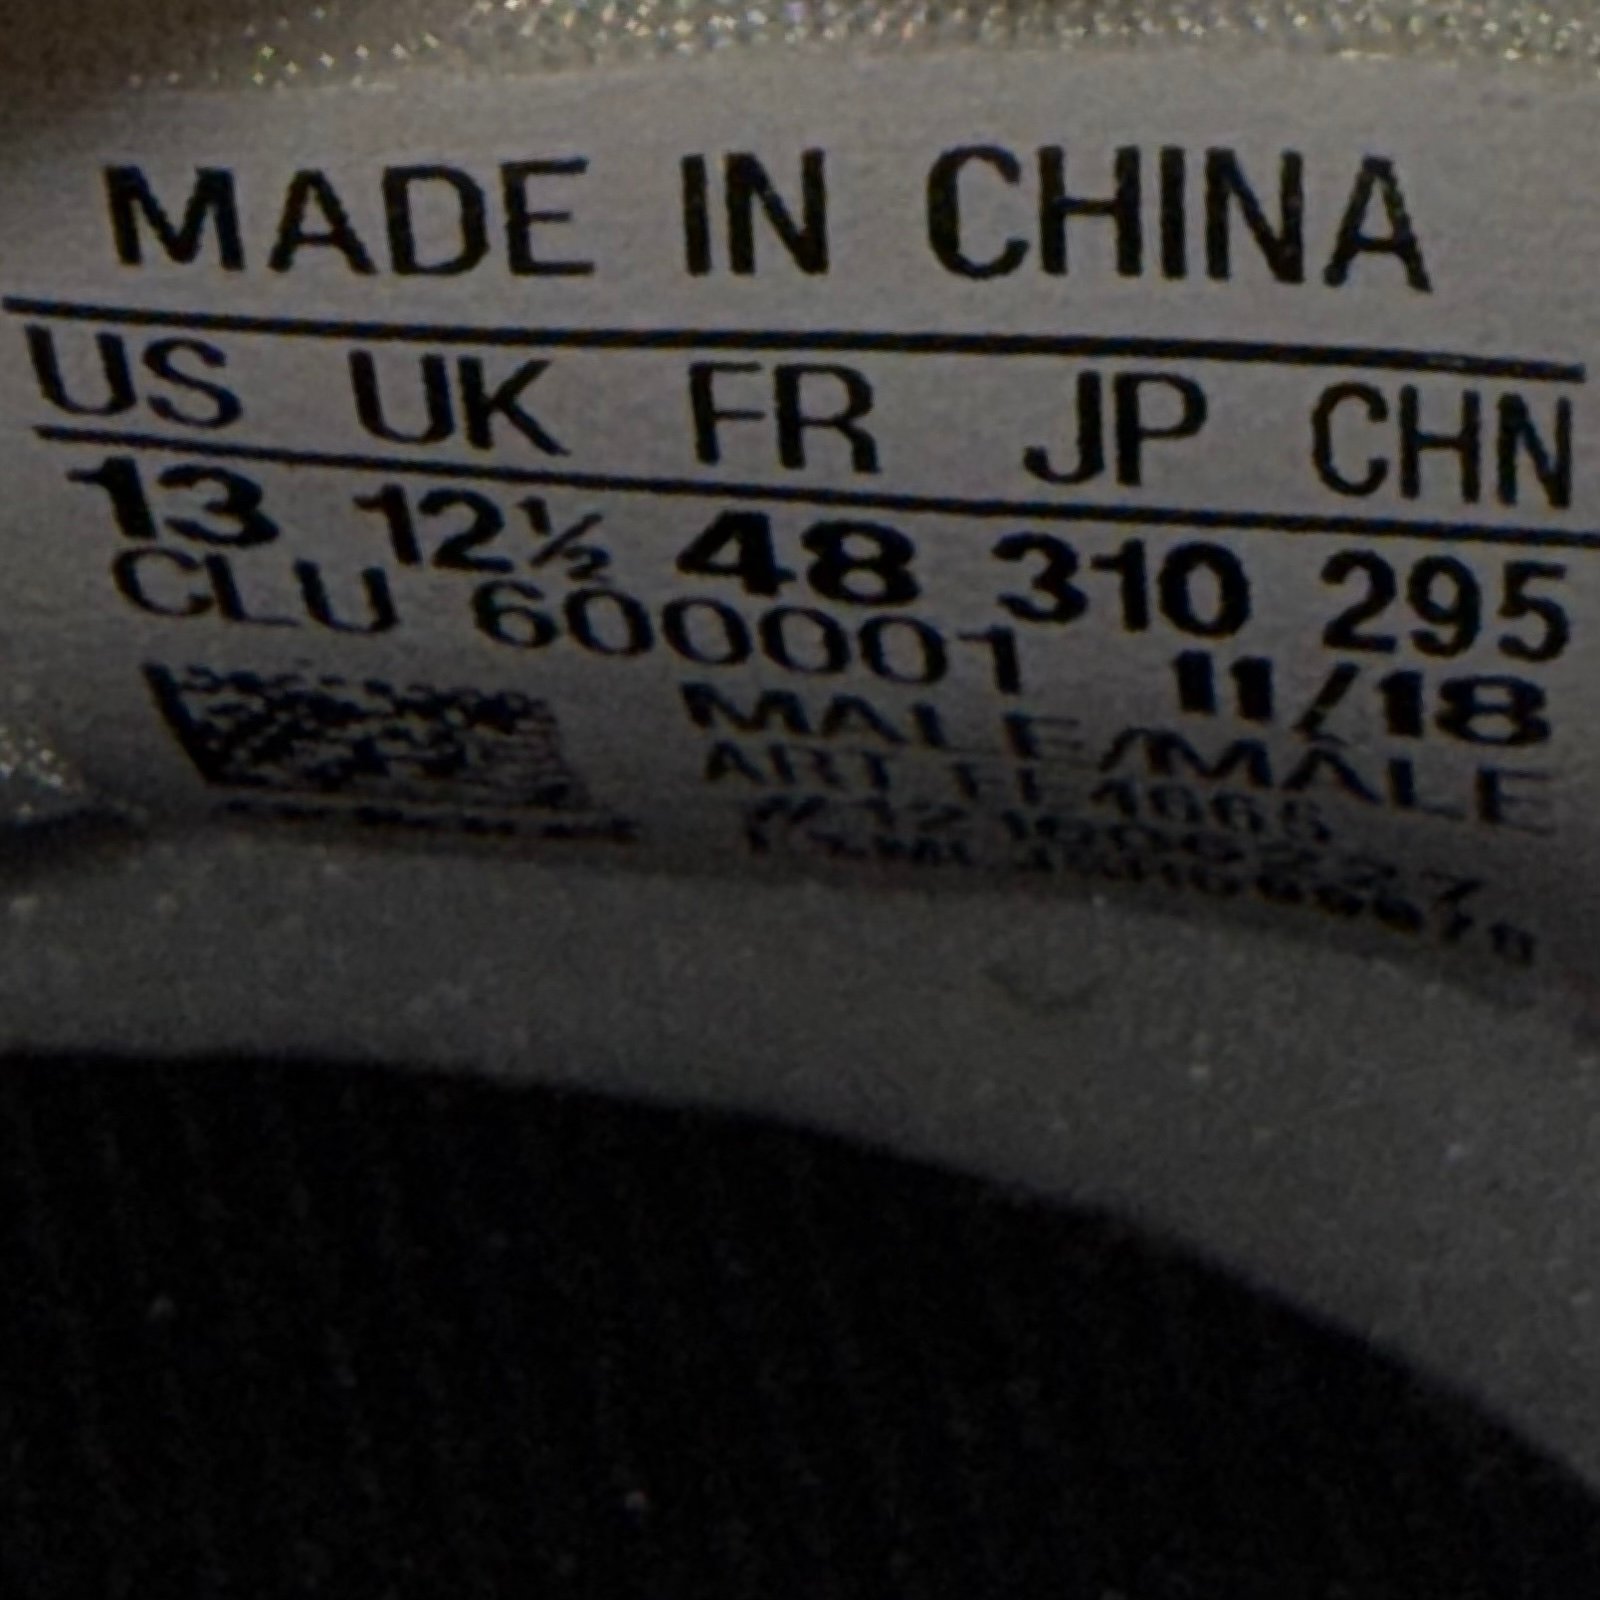 MADE IN CHINA
US UK FR JP CHN
13 12½ 48 310 295
CLU 600001 11/18
MALE/MALE
ART